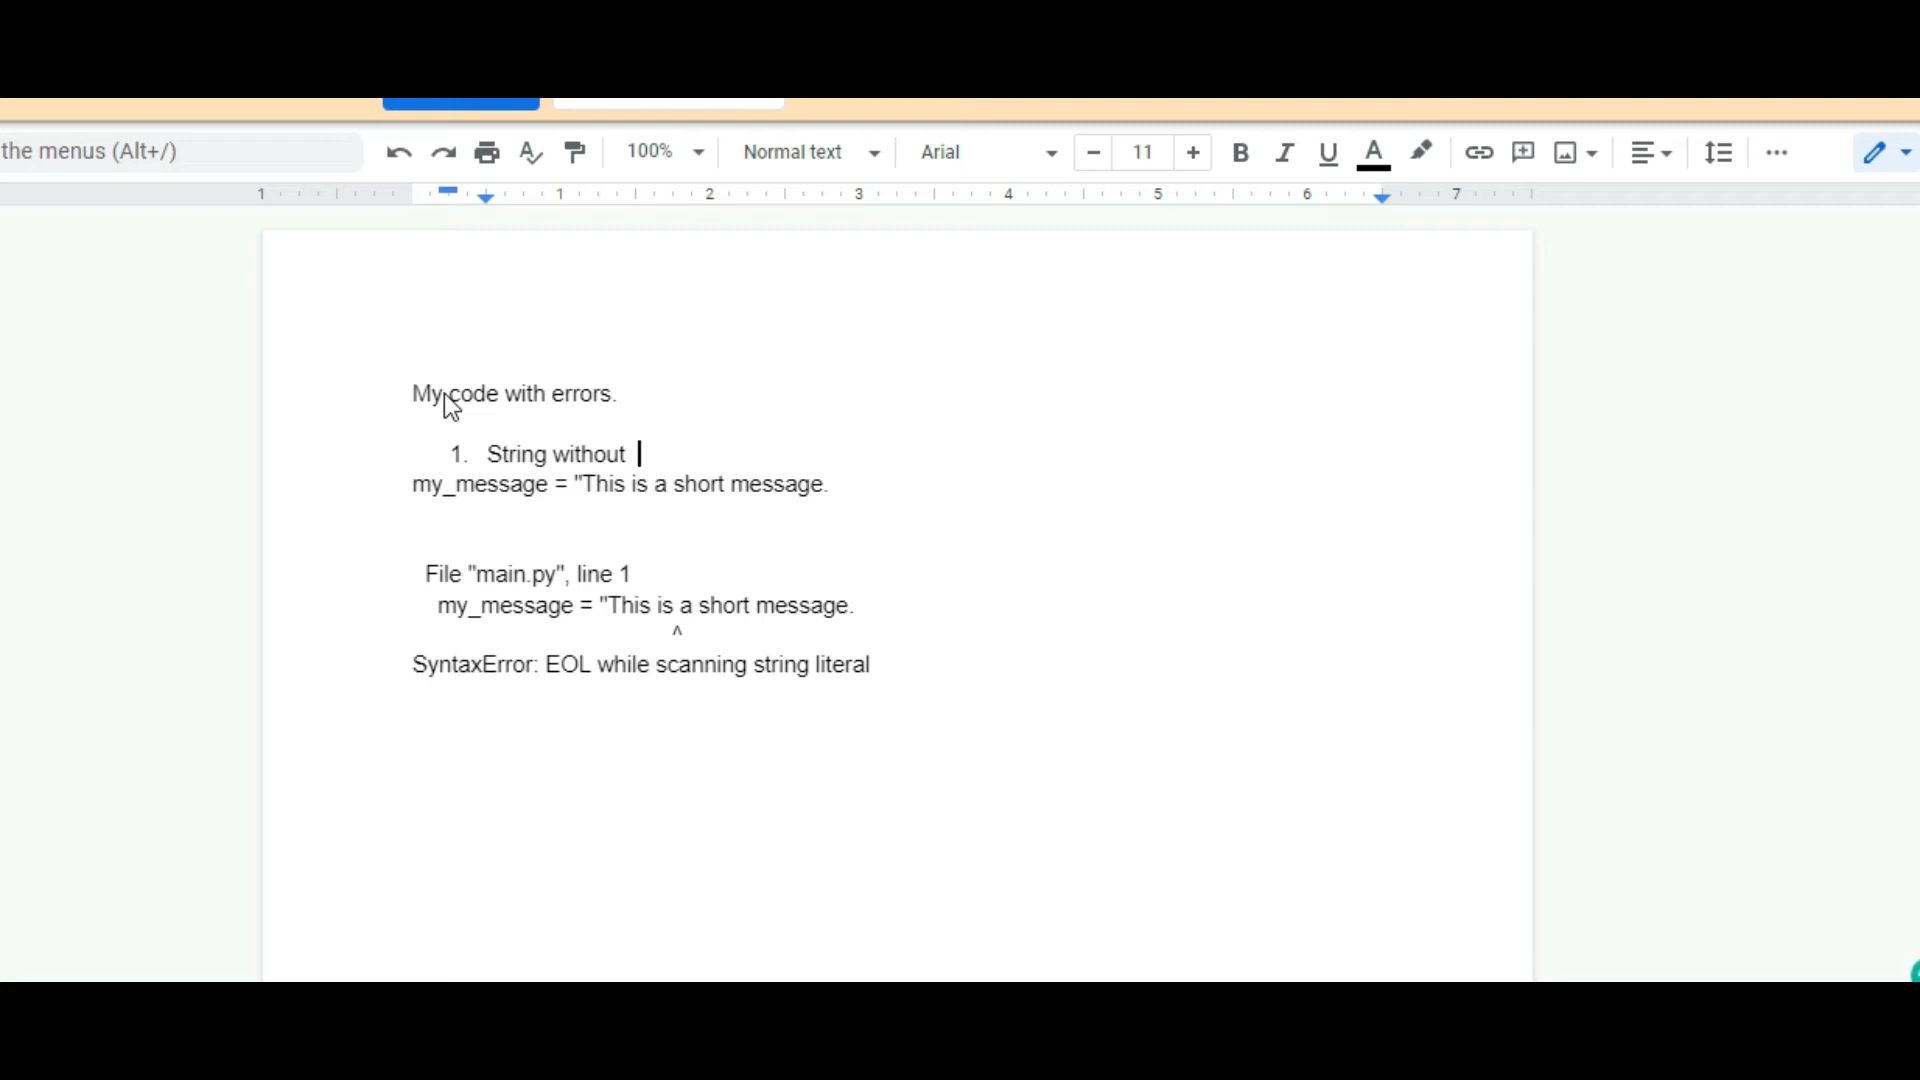 the menus (Alt+/) 100% Normal text Arial 11 B I U A
1 1 2 3 4 5 6 7
My code with errors.
1. String without
my_message = "This is a short message.
File "main.py", line 1
my_message = "This is a short message.
^
SyntaxError: EOL while scanning string literal